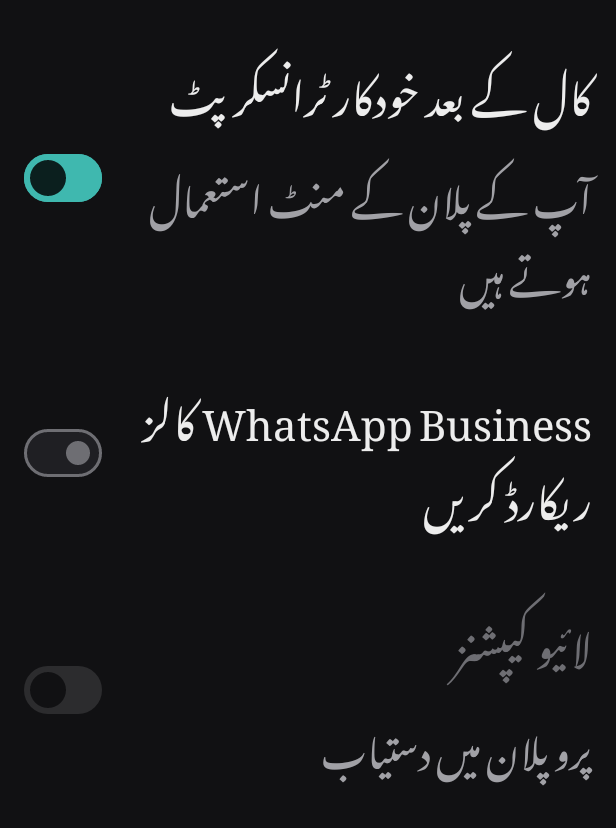 کال کے بعد خودکار ٹرانسکرپٹ
آپ کے پلان کے منٹ استعمال
ہوتے ہیں
WhatsApp Business کالز
ریکارڈ کریں
لائیو کیپشنز
پرو پلان میں دستیاب